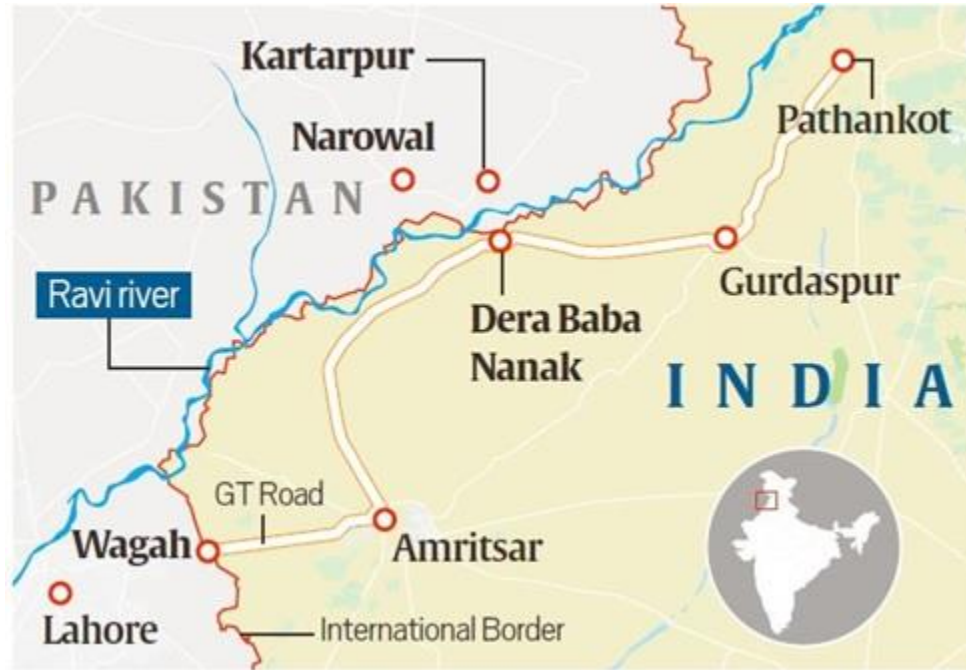 Kartarpur
Pathankot
Narowal
PAKISTAN
Ravi river
Gurdaspur
Dera Baba
Nanak
INDIA
GT Road
Wagah
Amritsar
Lahore
International Border